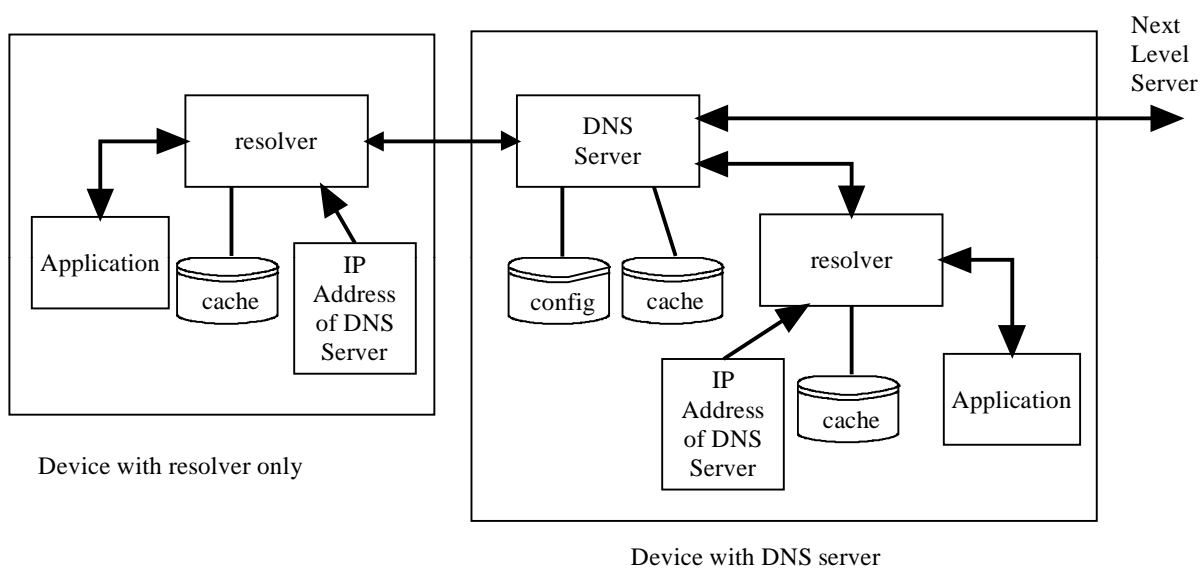 Next
Level
Server
resolver
Application
cache
IP
Address
of DNS
Server
Device with resolver only
DNS
Server
config
cache
resolver
IP
Address
of DNS
Server
cache
Application
Device with DNS server